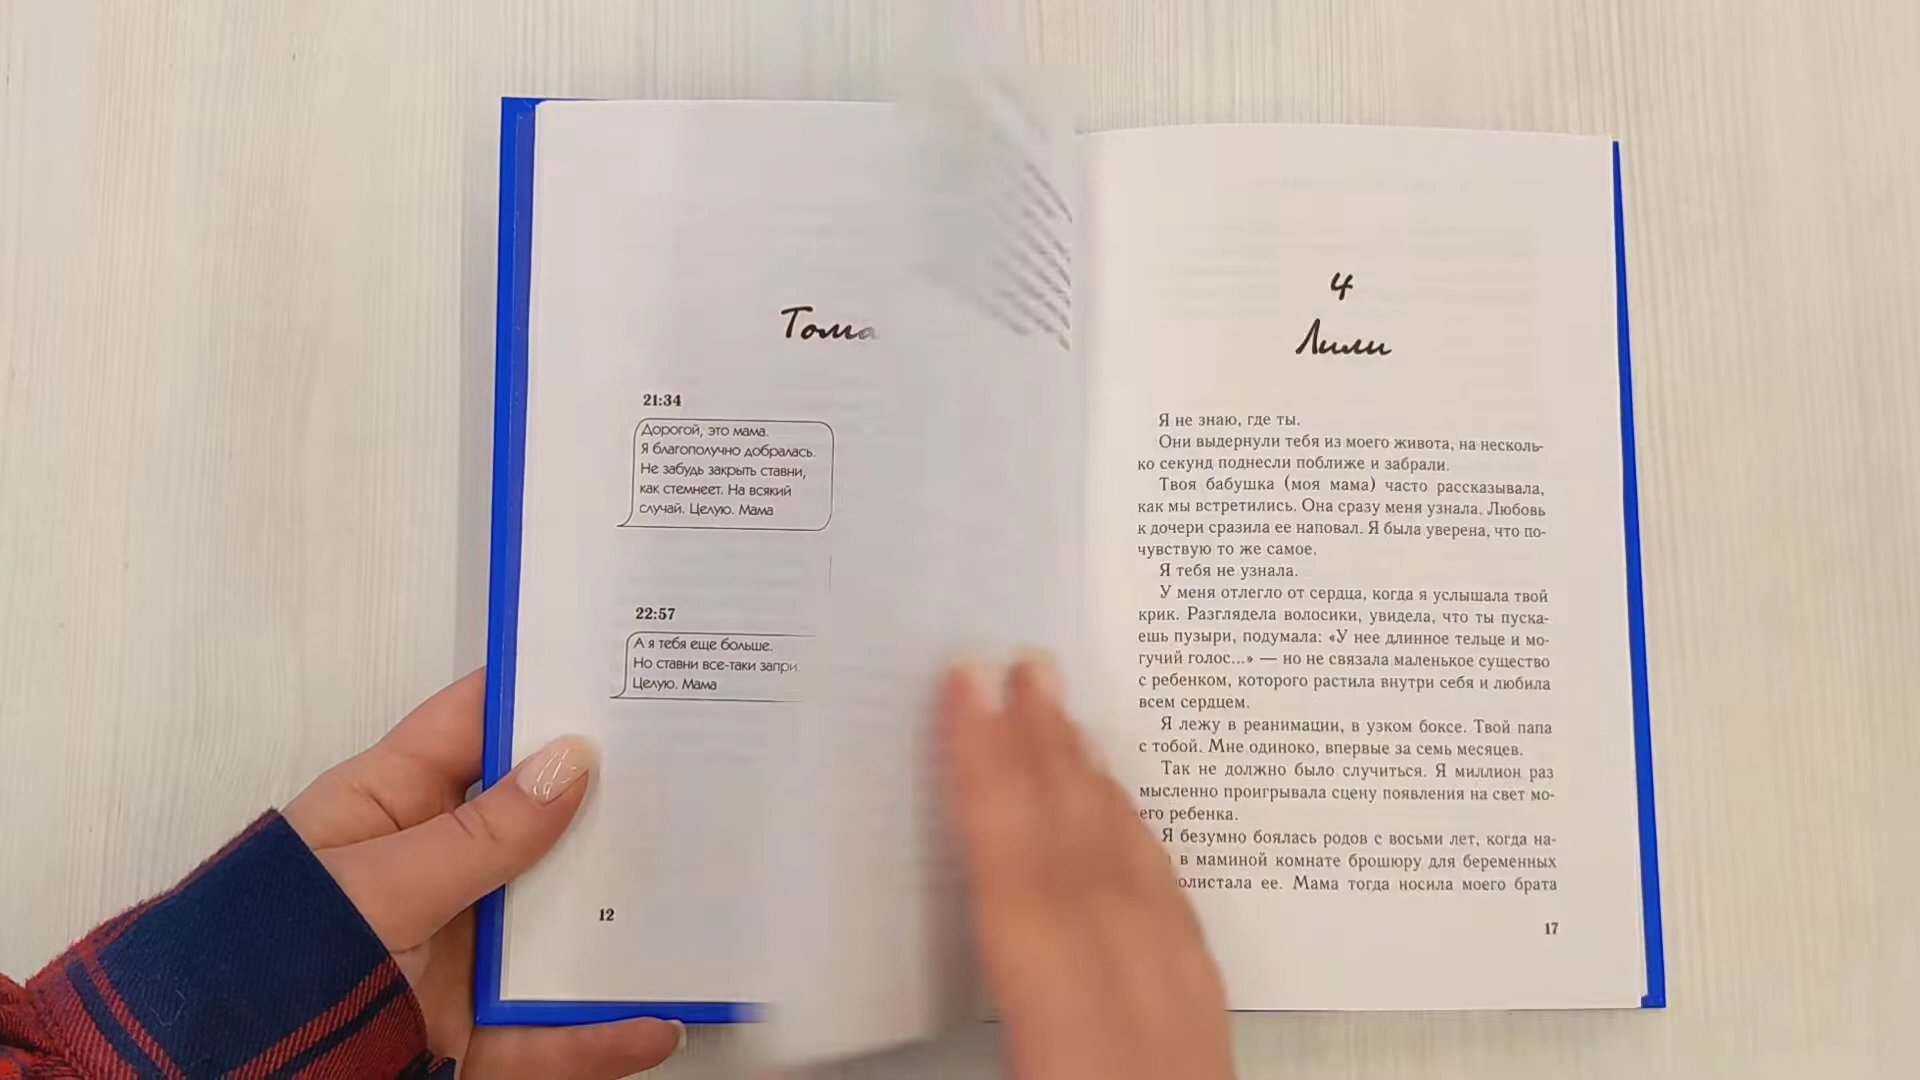 Тома
21:34
Дорогой, это мама.
Я благополучно добралась.
Не забудь закрыть ставни,
как стемнеет. На всякий
случай. Целую. Мама
22:57
А я тебя еще больше.
Но ставни все-таки запри.
Целую. Мама
12
4
Лили
Я не знаю, где ты.
Они выдернули тебя из моего живота, на несколь-
ко секунд поднесли поближе и забрали.
Твоя бабушка (моя мама) часто рассказывала,
как мы встретились. Она сразу меня узнала. Любовь
к дочери сразила ее наповал. Я была уверена, что по-
чувствую то же самое.
Я тебя не узнала.
У меня отлегло от сердца, когда я услышала твой
крик. Разглядела волосики, увидела, что ты пуска-
ешь пузыри, подумала: «У нее длинное тельце и мо-
гучий голос...» — но не связала маленькое существо
с ребенком, которого растила внутри себя и любила
всем сердцем.
Я лежу в реанимации, в узком боксе. Твой папа
с тобой. Мне одиноко, впервые за семь месяцев.
Так не должно было случиться. Я миллион раз
мысленно проигрывала сцену появления на свет мо-
его ребенка.
Я безумно боялась родов с восьми лет, когда на-
в маминой комнате брошюру для беременных
олистала ее. Мама тогда носила моего брата
17